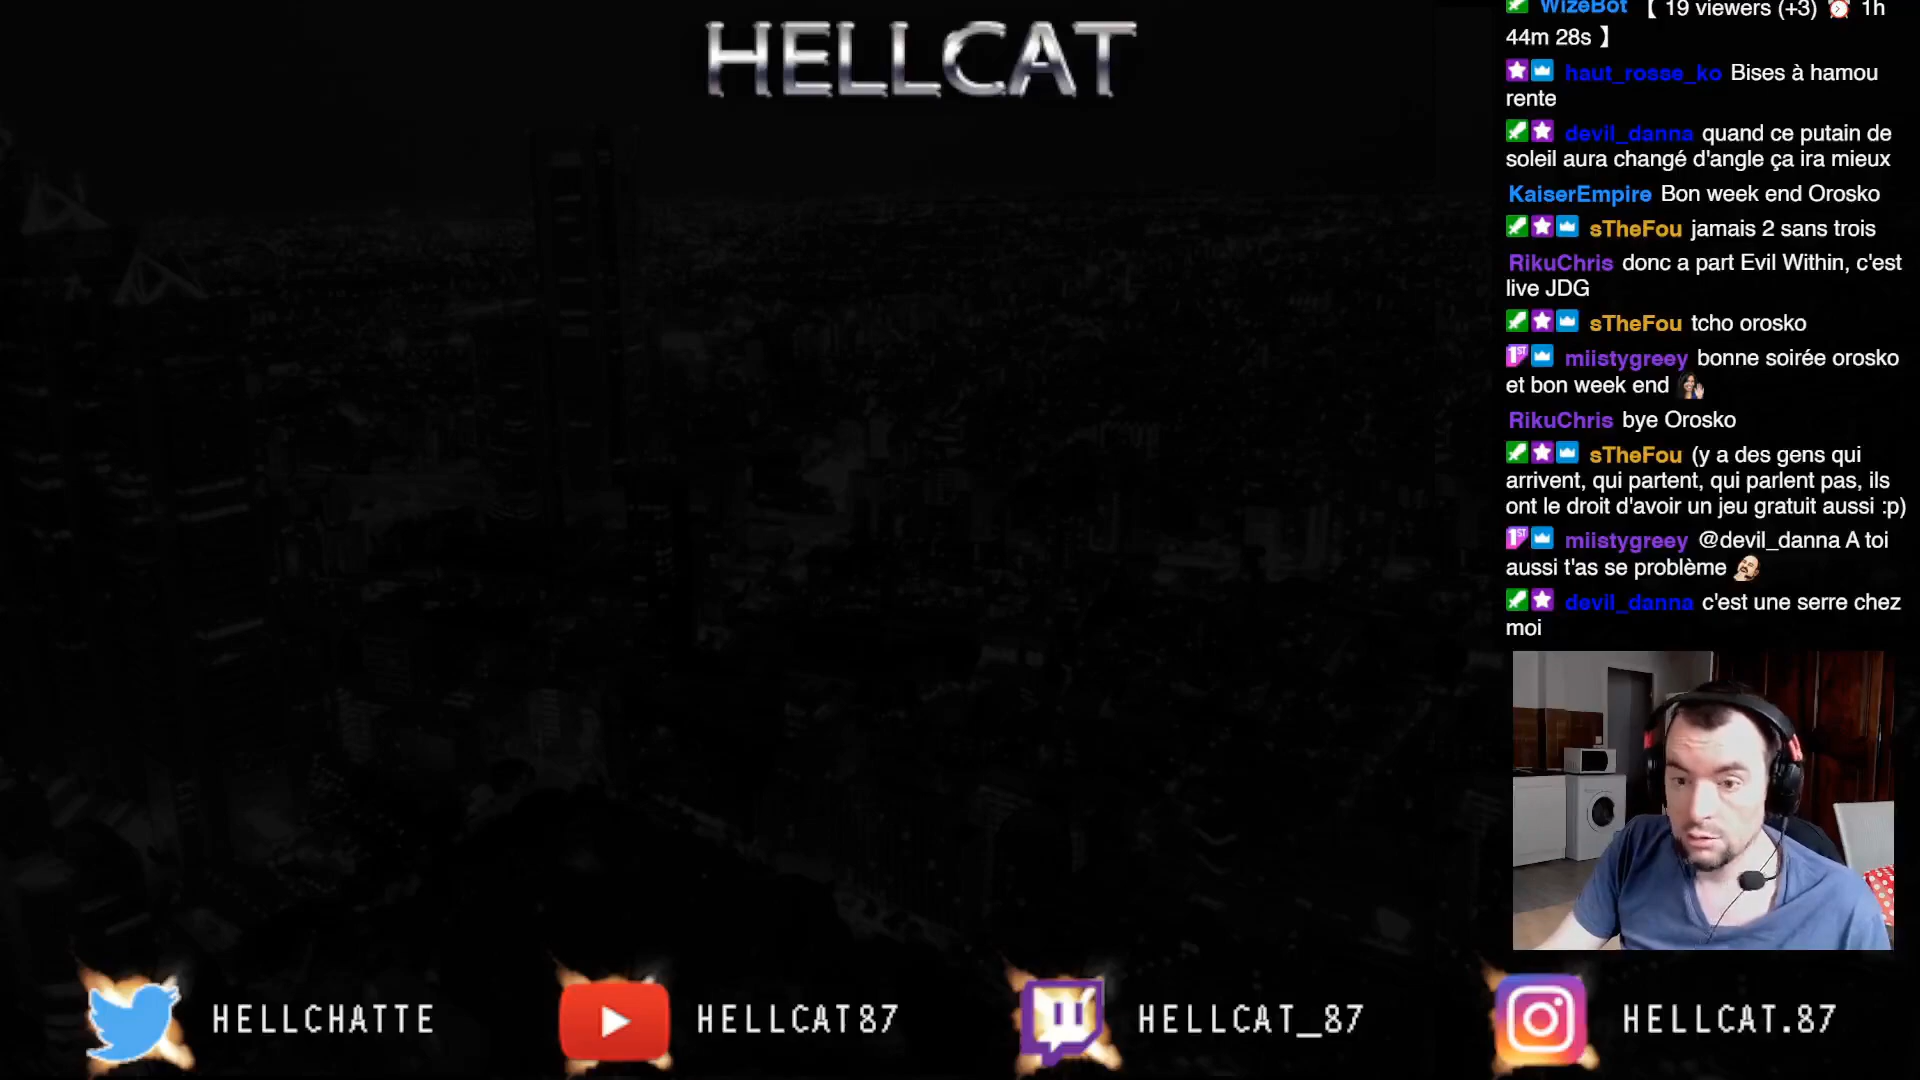 HELLCAT
WizeBot 【 19 viewers (+3) ⏰ 1h
44m 28s 】
haut_rosse_ko Bises à hamou
rente
devil_danna quand ce putain de
soleil aura changé d'angle ça ira mieux
KaiserEmpire Bon week end Orosko
sTheFou jamais 2 sans trois
RikuChris donc a part Evil Within, c'est
live JDG
sTheFou tcho orosko
1ST miistygreey bonne soirée orosko
et bon week end
RikuChris bye Orosko
sTheFou (y a des gens qui
arrivent, qui partent, qui parlent pas, ils
ont le droit d'avoir un jeu gratuit aussi :p)
1ST miistygreey @devil_danna A toi
aussi t'as se problème
devil_danna c'est une serre chez
moi
HELLCHATTE
HELLCAT87
HELLCAT_87
HELLCAT.87